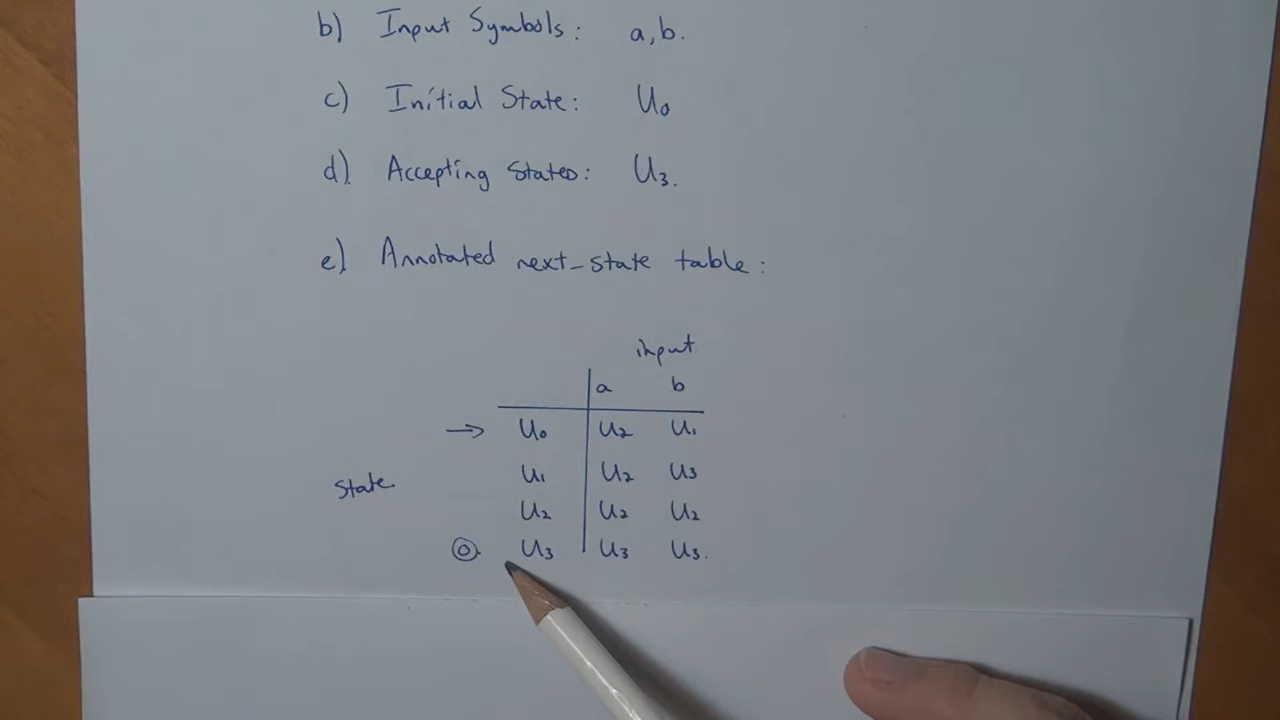 b) Input Symbols: a, b.
c) Initial State: U₀
d). Accepting States: U₃.
e). Annotated next-state table:
input
a b
→ U₀ U₂ U₁
U₁ U₂ U₃
State
U₂ U₂ U₂
◎ U₃ U₃ U₃.